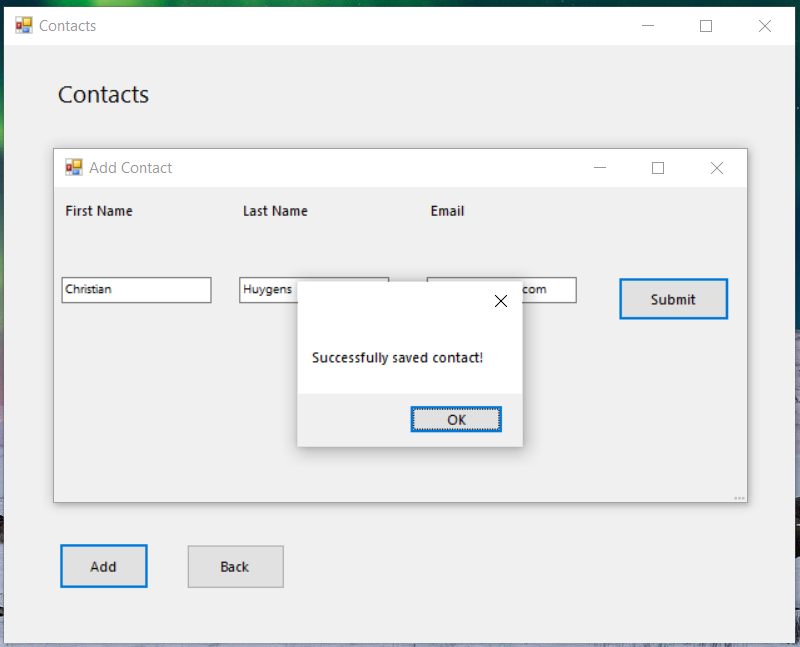 Contacts
Contacts
Add Contact
First Name Last Name Email
Christian Huygens com Submit
Successfully saved contact!
OK
Add Back